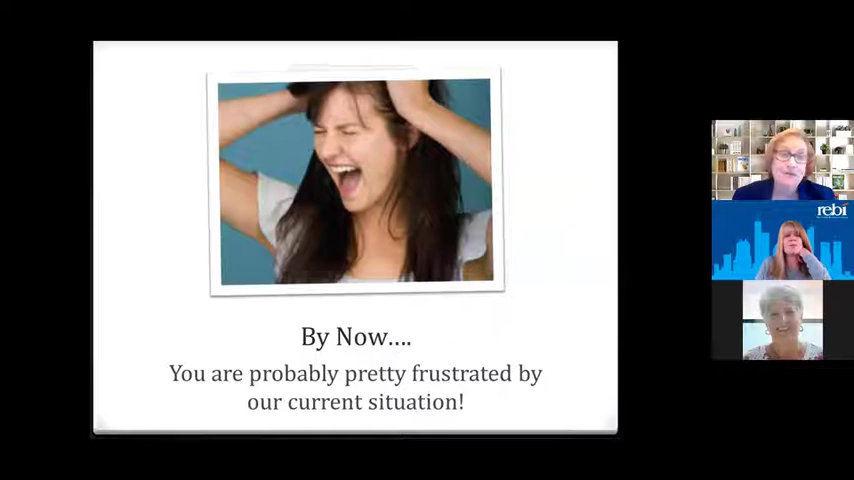 By Now....
You are probably pretty frustrated by
our current situation!
rebi